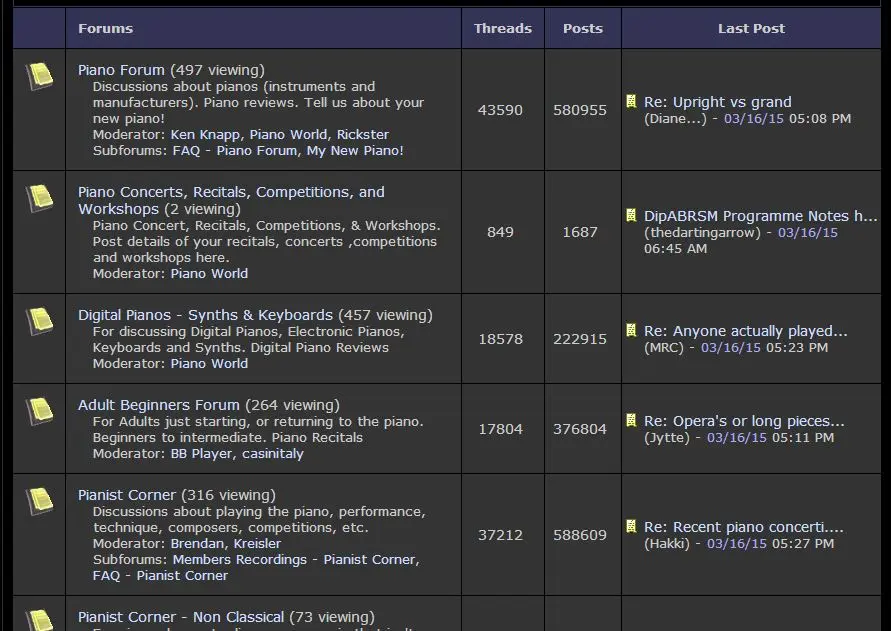 Forums Threads Posts Last Post
Piano Forum (497 viewing)
Discussions about pianos (instruments and
manufacturers). Piano reviews. Tell us about your
new piano!
Moderator: Ken Knapp, Piano World, Rickster
Subforums: FAQ - Piano Forum, My New Piano!
43590
580955
Re: Upright vs grand
(Diane...) - 03/16/15 05:08 PM
Piano Concerts, Recitals, Competitions, and
Workshops (2 viewing)
Piano Concert, Recitals, Competitions, & Workshops.
Post details of your recitals, concerts ,competitions
and workshops here.
Moderator: Piano World
849
1687
DipABRSM Programme Notes h...
(thedartingarrow) - 03/16/15
06:45 AM
Digital Pianos - Synths & Keyboards (457 viewing)
For discussing Digital Pianos, Electronic Pianos,
Keyboards and Synths. Digital Piano Reviews
Moderator: Piano World
18578
222915
Re: Anyone actually played...
(MRC) - 03/16/15 05:23 PM
Adult Beginners Forum (264 viewing)
For Adults just starting, or returning to the piano.
Beginners to intermediate. Piano Recitals
Moderator: BB Player, casinitaly
17804
376804
Re: Opera's or long pieces...
(Jytte) - 03/16/15 05:11 PM
Pianist Corner (316 viewing)
Discussions about playing the piano, performance,
technique, composers, competitions, etc.
Moderator: Brendan, Kreisler
Subforums: Members Recordings - Pianist Corner,
FAQ - Pianist Corner
37212
588609
Re: Recent piano concerti....
(Hakki) - 03/16/15 05:27 PM
Pianist Corner - Non Classical (73 viewing)